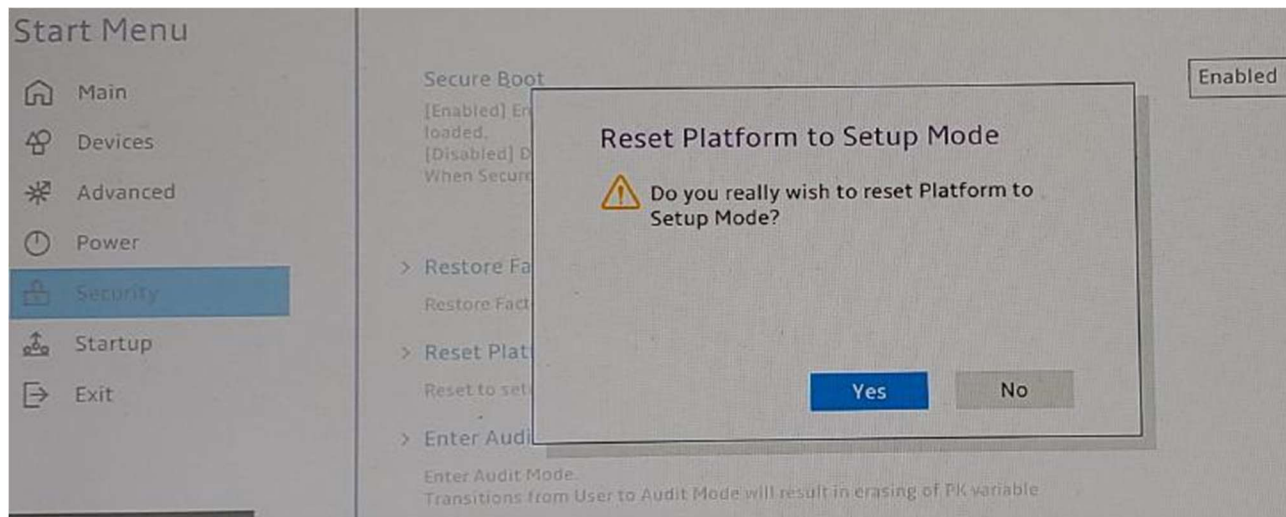 Start Menu
Main
Devices
Advanced
Power
Security
Startup
Exit
Secure Boot
Enabled
[Enabled] En
loaded.
[Disabled] D
When Secure
> Restore Fa
Restore Fact
> Reset Plat
Reset to set
> Enter Audi
Enter Audit Mode.
Transitions from User to Audit Mode will result in erasing of PK variable
Reset Platform to Setup Mode
Do you really wish to reset Platform to
Setup Mode?
Yes
No